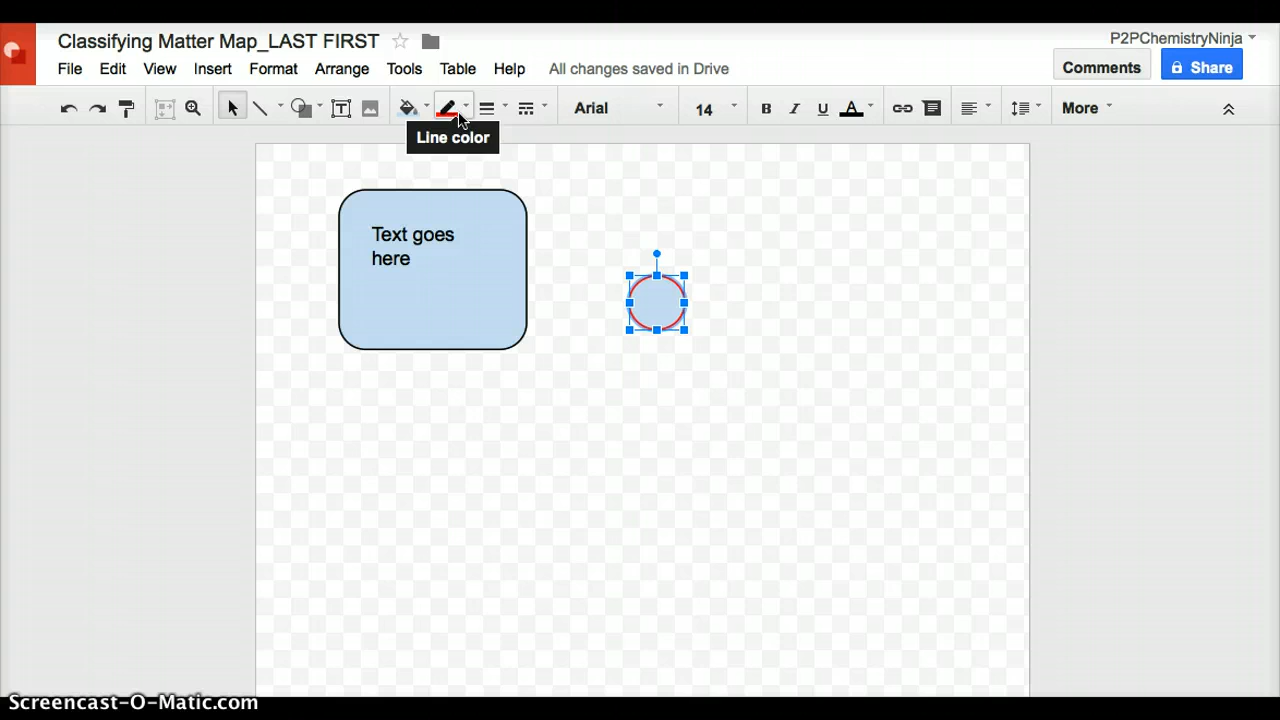 Classifying Matter Map_LAST FIRST
P2PChemistryNinja
File Edit View Insert Format Arrange Tools Table Help All changes saved in Drive
Comments
Share
Arial 14 B I U A More
Line color
Text goes
here
Screencast-O-Matic.com